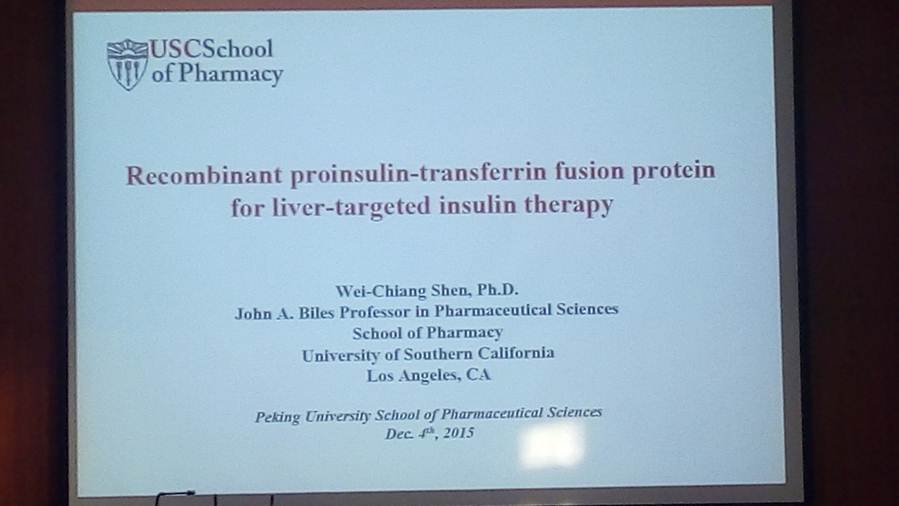 USCSchool
of Pharmacy
Recombinant proinsulin-transferrin fusion protein
for liver-targeted insulin therapy
Wei-Chiang Shen, Ph.D.
John A. Biles Professor in Pharmaceutical Sciences
School of Pharmacy
University of Southern California
Los Angeles, CA
Peking University School of Pharmaceutical Sciences
Dec. 4th, 2015